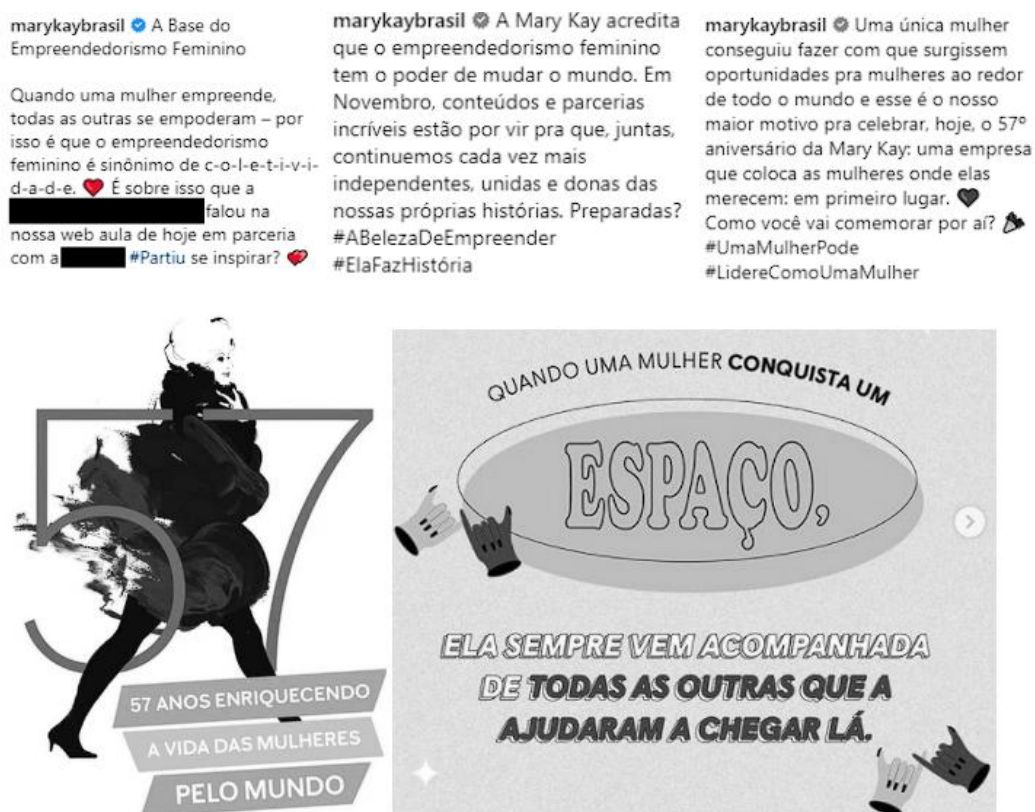 marykaybrasil A Base do
Empreendedorismo Feminino
Quando uma mulher empreende,
todas as outras se empoderam – por
isso é que o empreendedorismo
feminino é sinônimo de c-o-l-e-t-i-v-i-
d-a-d-e. ❤️ É sobre isso que a
falou na
nossa web aula de hoje em parceria
com a #Partiu se inspirar? 💕
marykaybrasil A Mary Kay acredita
que o empreendedorismo feminino
tem o poder de mudar o mundo. Em
Novembro, conteúdos e parcerias
incríveis estão por vir pra que, juntas,
continuemos cada vez mais
independentes, unidas e donas das
nossas próprias histórias. Preparadas?
#ABelezaDeEmpreender
#ElaFazHistória
marykaybrasil Uma única mulher
conseguiu fazer com que surgissem
oportunidades pra mulheres ao redor
de todo o mundo e esse é o nosso
maior motivo pra celebrar, hoje, o 57º
aniversário da Mary Kay: uma empresa
que coloca as mulheres onde elas
merecem: em primeiro lugar. 🖤
Como você vai comemorar por aí? 🎉
#UmaMulherPode
#LidereComoUmaMulher
57
57 ANOS ENRIQUECENDO
A VIDA DAS MULHERES
PELO MUNDO
QUANDO UMA MULHER CONQUISTA UM
ESPAÇO,
ELA SEMPRE VEM ACOMPANHADA
DE TODAS AS OUTRAS QUE A
AJUDARAM A CHEGAR LÁ.